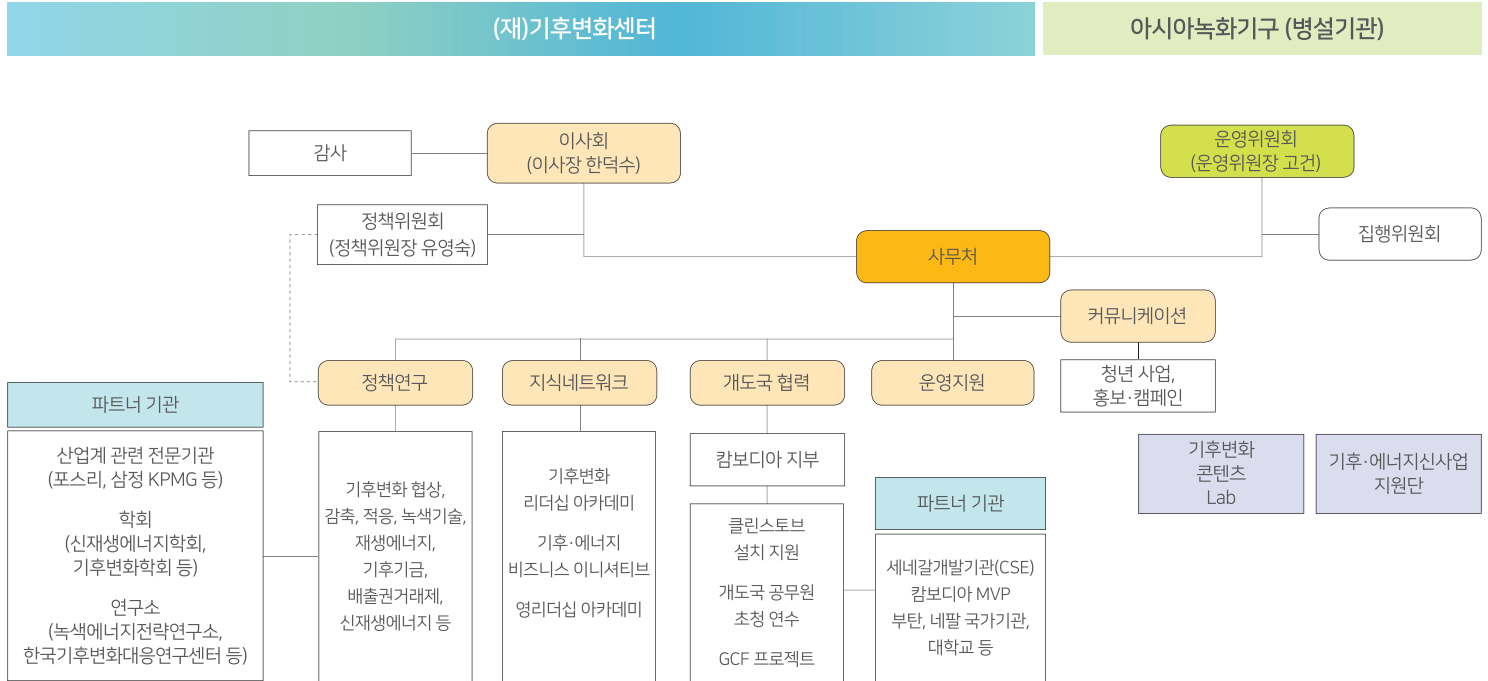 (재)기후변화센터
아시아녹화기구 (병설기관)
감사
이사회
(이사장 한덕수)
운영위원회
(운영위원장 고건)
정책위원회
(정책위원장 유영숙)
집행위원회
사무처
커뮤니케이션
청년 사업,
홍보·캠페인
정책연구
지식네트워크
개도국 협력
운영지원
파트너 기관
산업계 관련 전문기관
(포스리, 삼정 KPMG 등)
학회
(신재생에너지학회,
기후변화학회 등)
연구소
(녹색에너지전략연구소,
한국기후변화대응연구센터 등)
기후변화 협상,
감축, 적응, 녹색기술,
재생에너지,
기후기금,
배출권거래제,
신재생에너지 등
기후변화
리더십 아카데미
기후·에너지
비즈니스 이니셔티브
영리더십 아카데미
캄보디아 지부
클린스토브
설치 지원
개도국 공무원
초청 연수
GCF 프로젝트
파트너 기관
세네갈개발기관(CSE)
캄보디아 MVP
부탄, 네팔 국가기관,
대학교 등
기후변화
콘텐츠
Lab
기후·에너지신사업
지원단